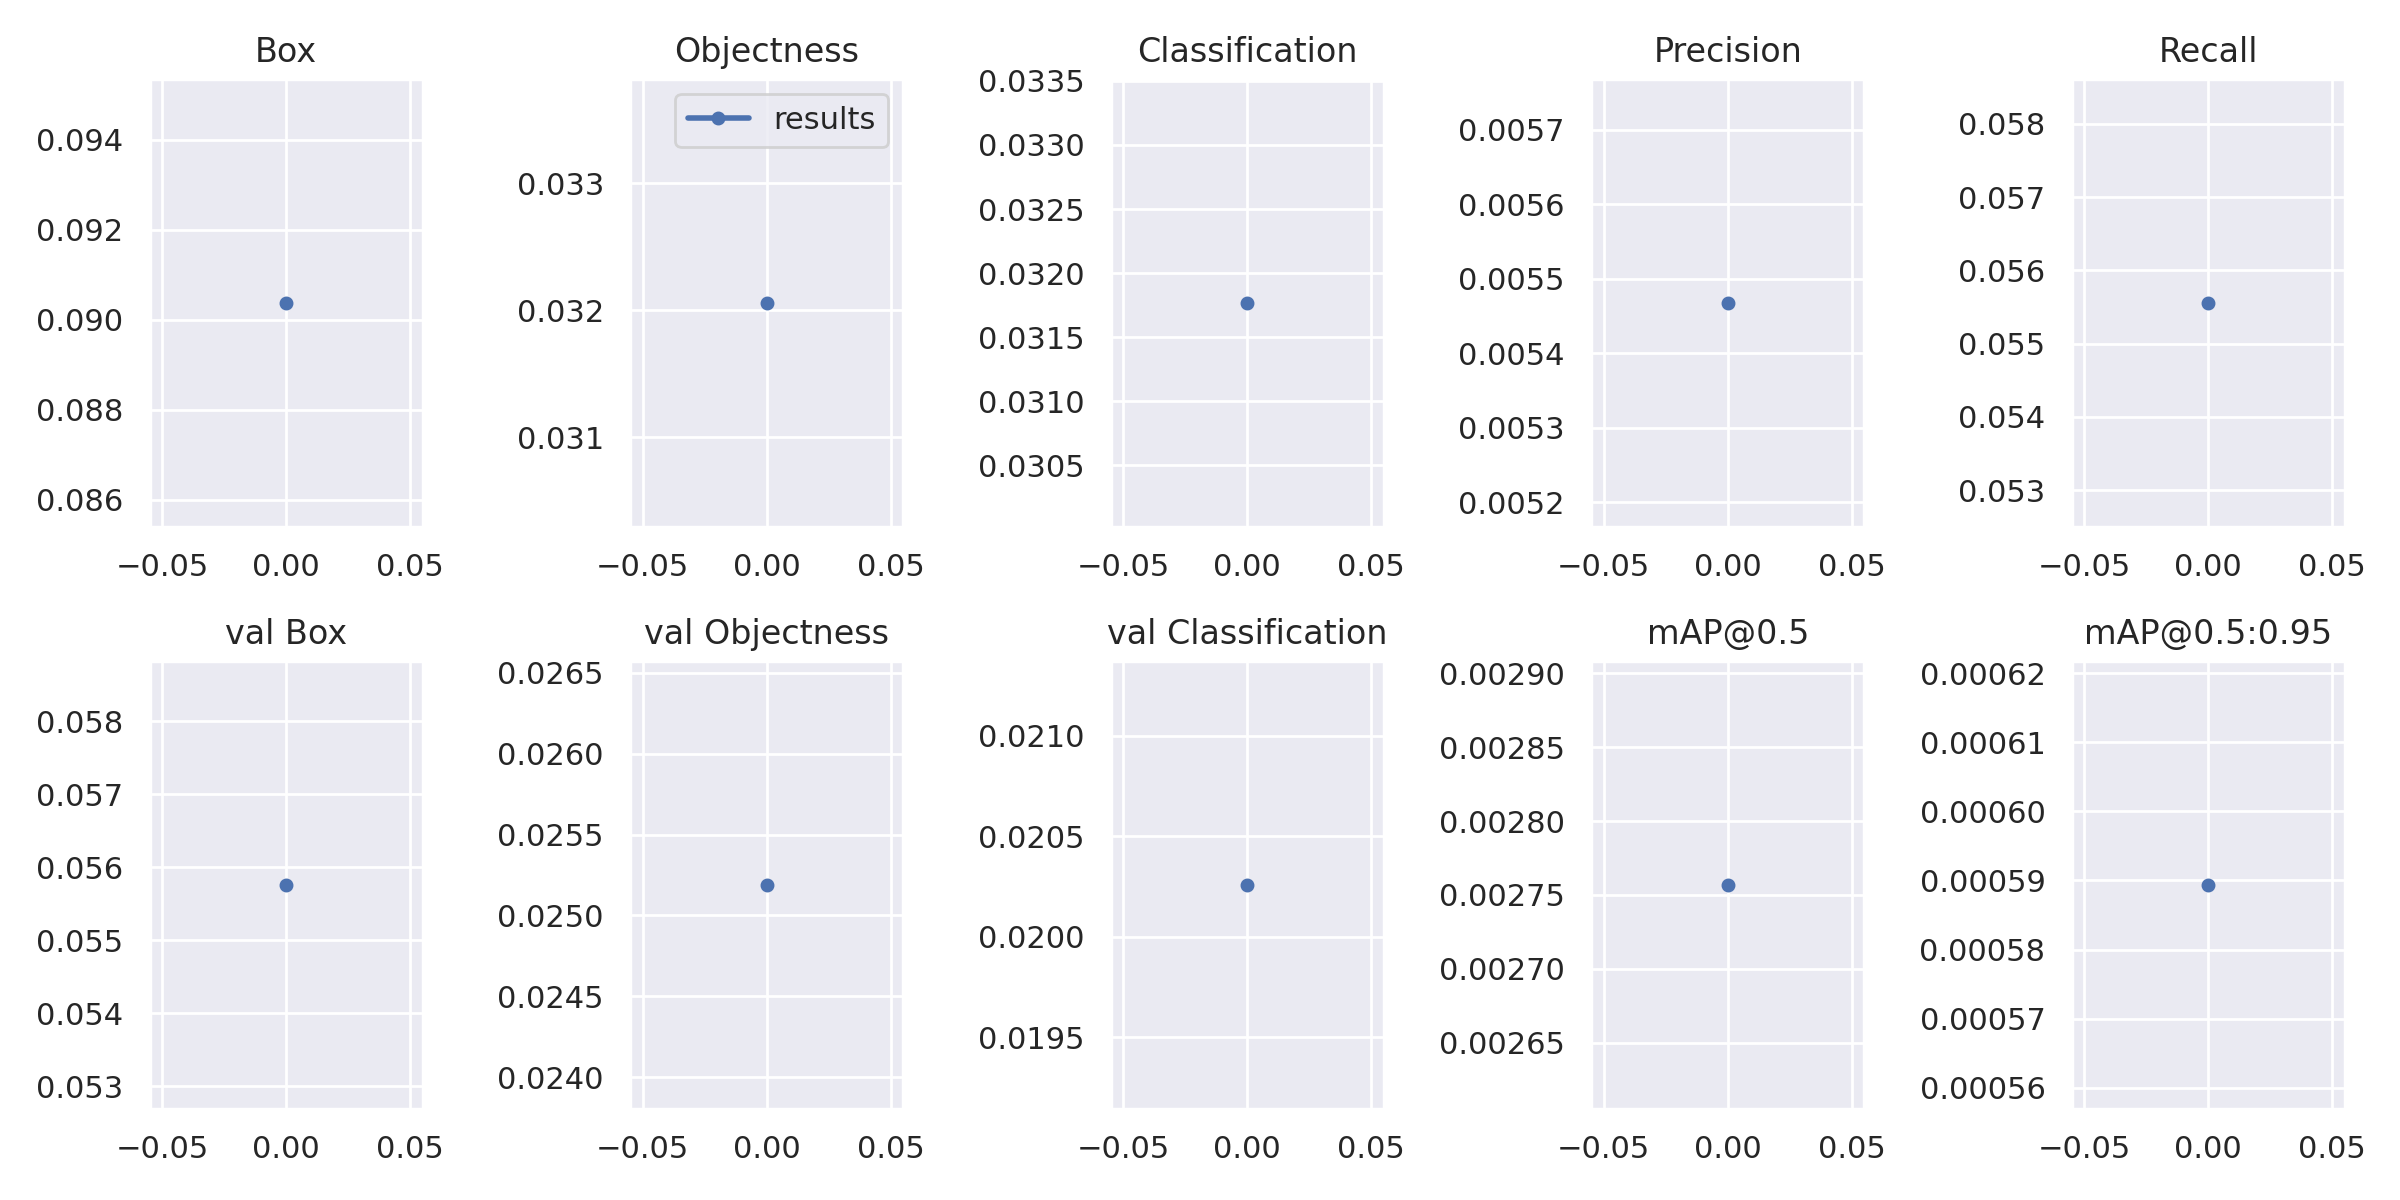 Box
Objectness
Classification
Precision
Recall
0.094
0.092
0.090
0.088
0.086
−0.05 0.00 0.05
results
0.033
0.032
0.031
−0.05 0.00 0.05
0.0335
0.0330
0.0325
0.0320
0.0315
0.0310
0.0305
−0.05 0.00 0.05
0.0057
0.0056
0.0055
0.0054
0.0053
0.0052
−0.05 0.00 0.05
0.058
0.057
0.056
0.055
0.054
0.053
−0.05 0.00 0.05
val Box
val Objectness
val Classification
mAP@0.5
mAP@0.5:0.95
0.058
0.057
0.056
0.055
0.054
0.053
−0.05 0.00 0.05
0.0265
0.0260
0.0255
0.0250
0.0245
0.0240
−0.05 0.00 0.05
0.0210
0.0205
0.0200
0.0195
−0.05 0.00 0.05
0.00290
0.00285
0.00280
0.00275
0.00270
0.00265
−0.05 0.00 0.05
0.00062
0.00061
0.00060
0.00059
0.00058
0.00057
0.00056
−0.05 0.00 0.05